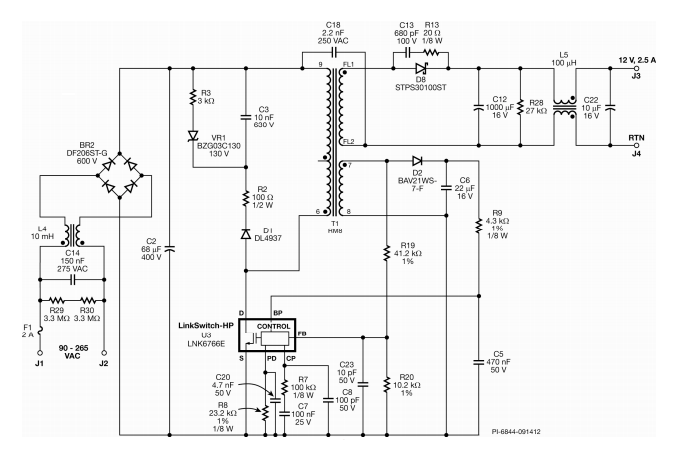 C18
2.2 nF
250 VAC
C13
680 pF
100 V
R13
20 Ω
1/8 W
L5
100 µH
12 V, 2.5 A
J3
9
FL1
D8
STPS30100ST
R3
3 kΩ
C3
10 nF
630 V
VR1
BZG03C130
130 V
C12
1000 µF
16 V
R28
27 kΩ
C22
10 µF
16 V
FL2
RTN
J4
BR2
DF206ST-G
600 V
7
D2
BAV21WS-
7-F
C6
22 µF
16 V
R2
100 Ω
1/2 W
6
8
T1
RM8
R9
4.3 kΩ
1%
1/8 W
D1
DL4937
L4
10 mH
C2
68 µF
400 V
R19
41.2 kΩ
1%
C14
150 nF
275 VAC
R29
3.3 MΩ
R30
3.3 MΩ
D
BP
LinkSwitch-HP
U3
LNK6766E
CONTROL
FB
S
PD
CP
F1
2 A
90 - 265
VAC
J1
J2
C20
4.7 nF
50 V
R7
100 kΩ
1/8 W
C23
10 pF
50 V
R20
10.2 kΩ
1%
C5
470 nF
50 V
R8
23.2 kΩ
1%
1/8 W
C7
100 nF
25 V
C8
100 pF
50 V
PI-6844-091412